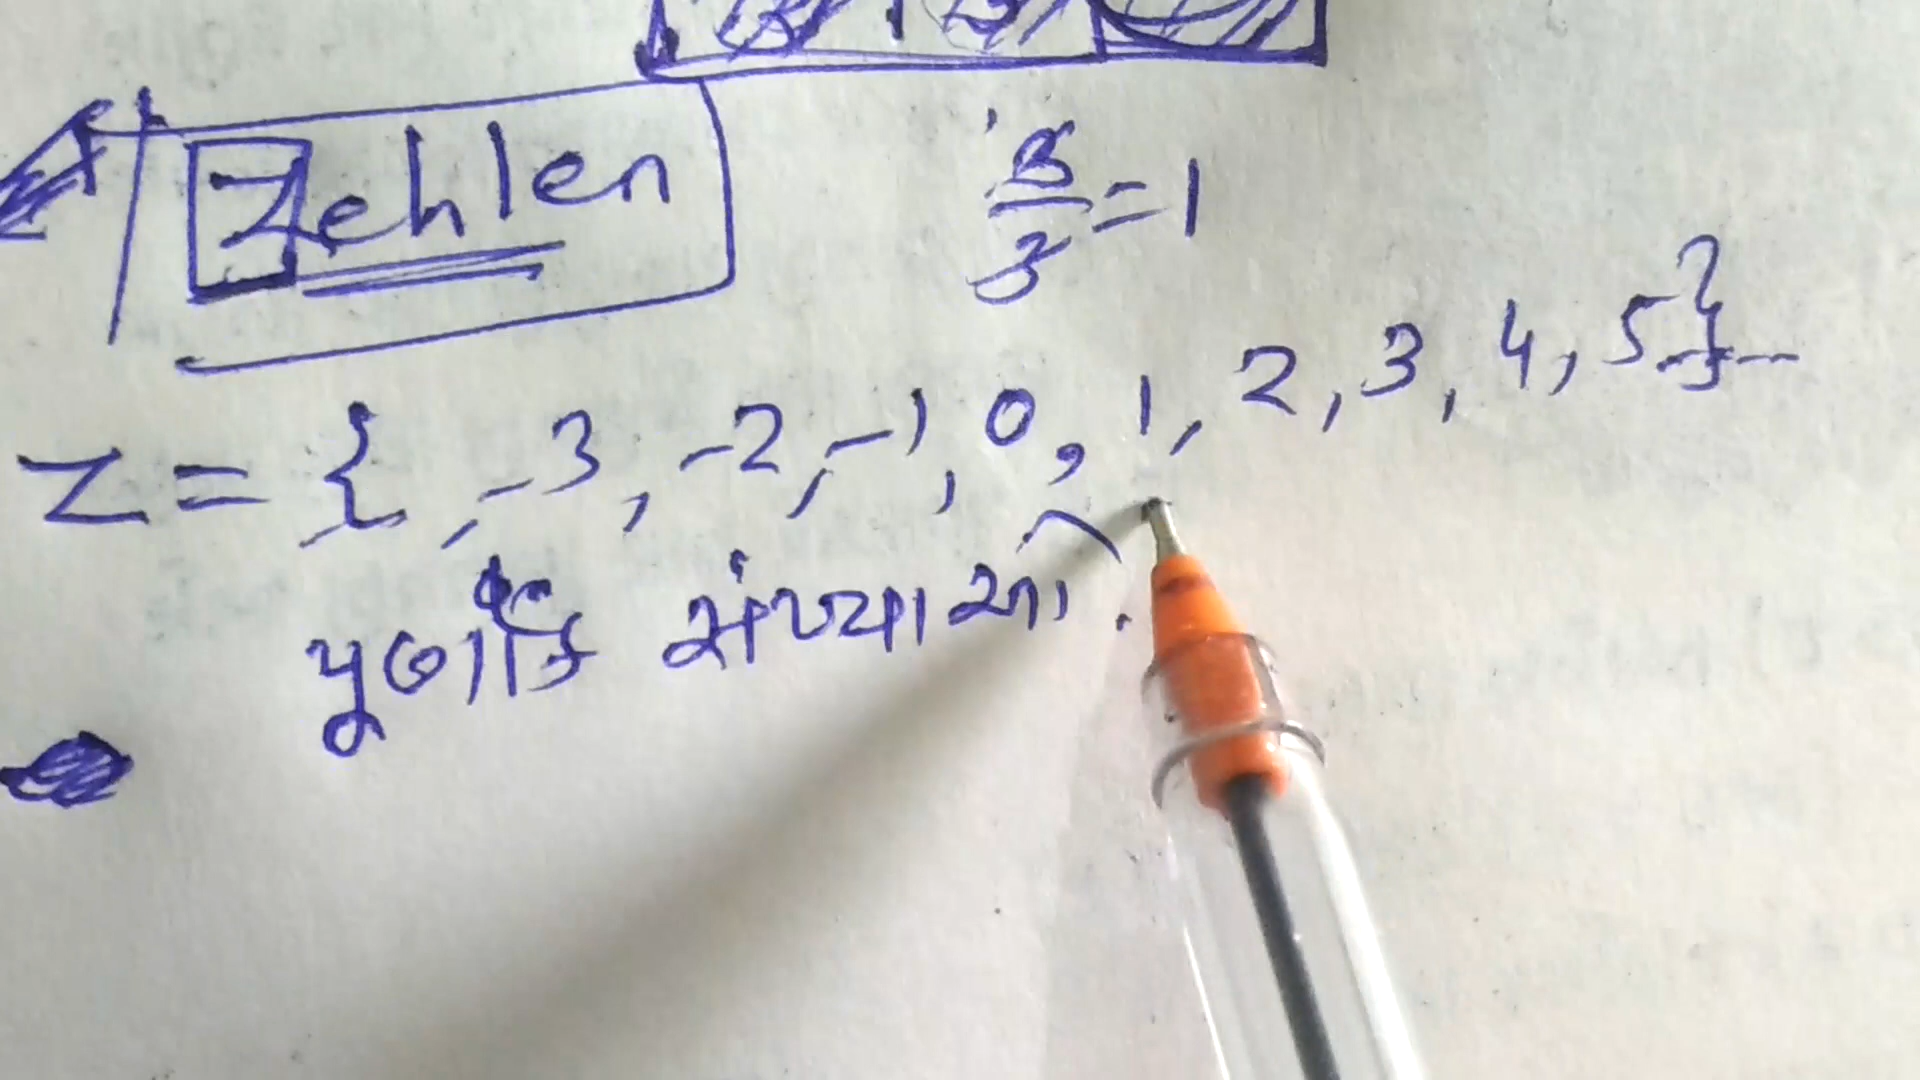 Zehlen
3/3 = 1
Z = { , -3, -2, -1, 0, 1, 2, 3, 4, 5 }
पूर्णांक संख्याओ